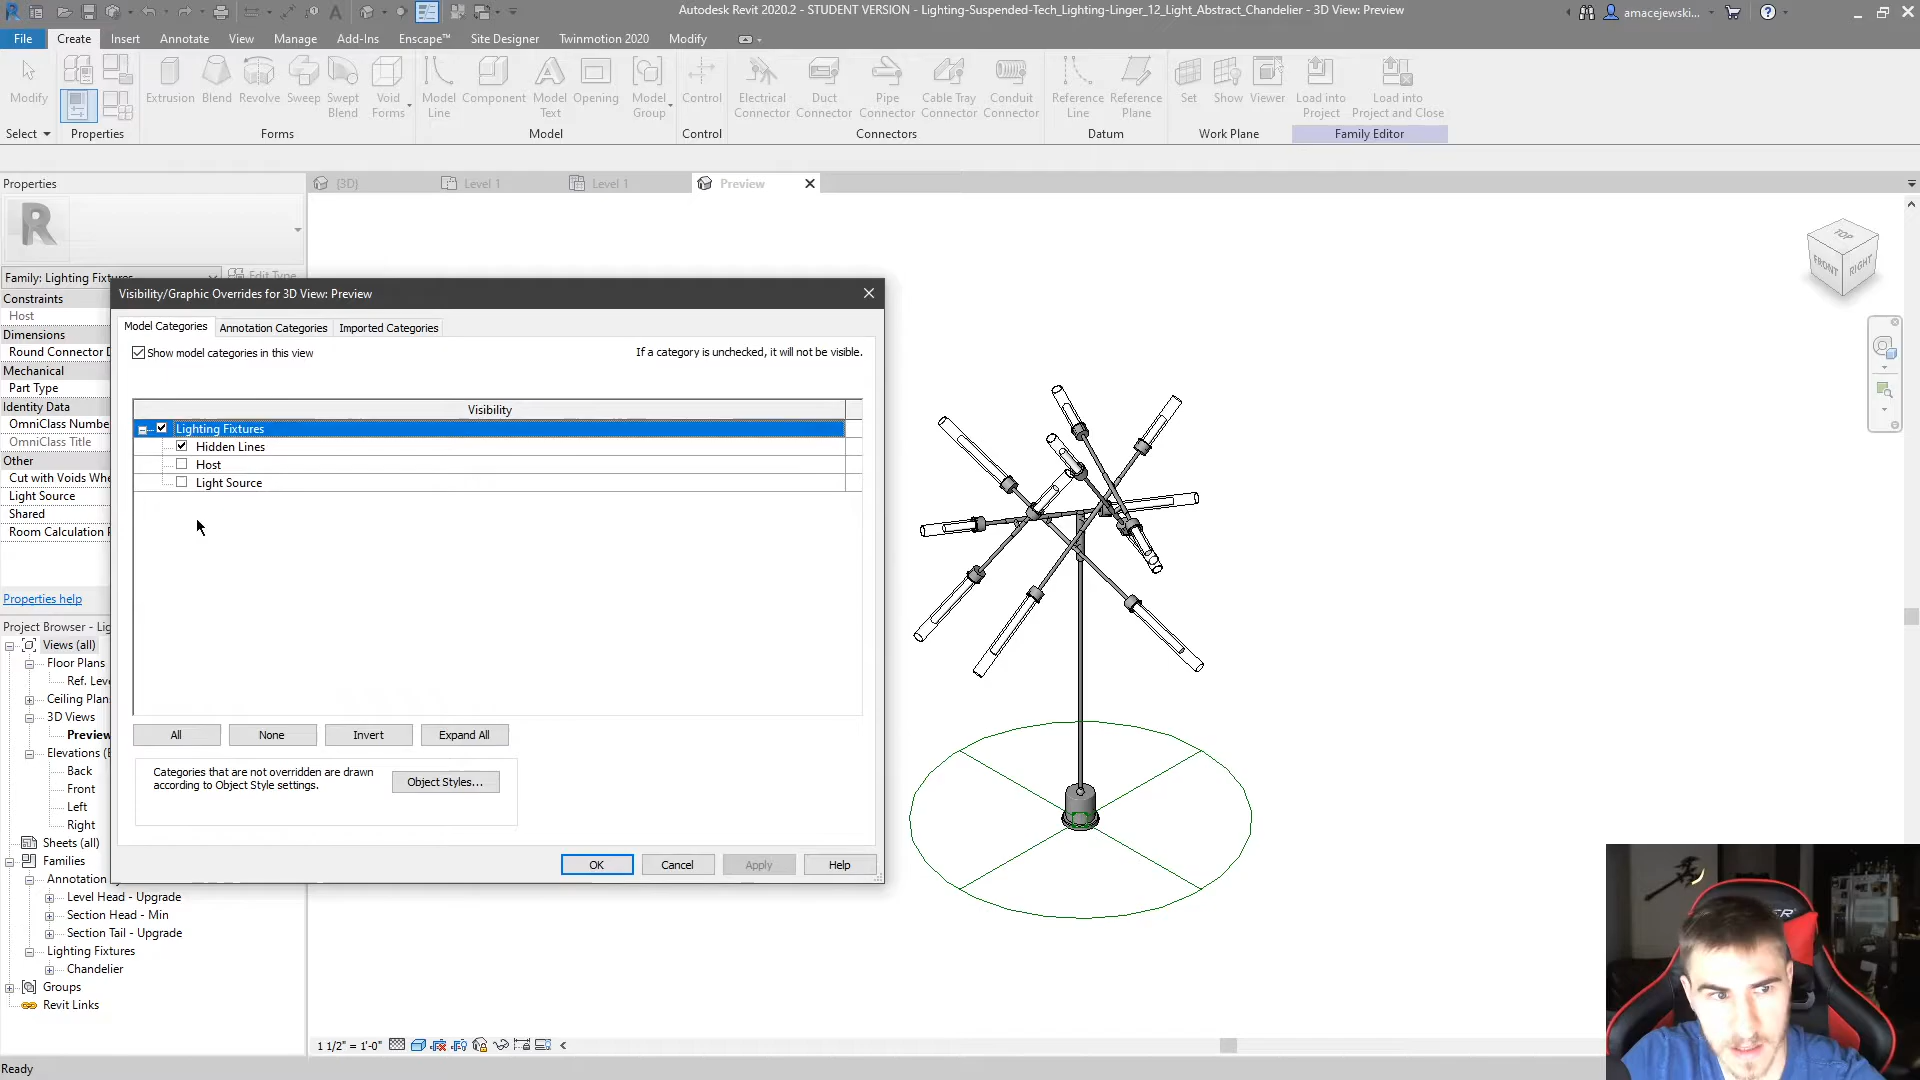 Autodesk Revit 2020.2 - STUDENT VERSION - Lighting-Suspended-Tech_Lighting-Linger_12_Light_Abstract_Chandelier - 3D View: Preview
amacejewski...
File Create Insert Annotate View Manage Add-Ins Enscape™ Site Designer Twinmotion 2020 Modify
Modify
Extrusion Blend Revolve Sweep Swept Blend Void Forms
Model Line Component Model Text Opening Model Group
Control
Electrical Connector Duct Connector Pipe Connector Cable Tray Connector Conduit Connector
Reference Line Reference Plane
Set Show Viewer
Load into Project Load into Project and Close
Select Properties Forms Model Control Connectors Datum Work Plane Family Editor
Properties
{3D} Level 1 Level 1 Preview
TOP
FRONT RIGHT
Family: Lighting Fixtures
Edit Type
Constraints
Host
Dimensions
Round Connector D
Mechanical
Part Type
Identity Data
OmniClass Numbe
OmniClass Title
Other
Cut with Voids Whe
Light Source
Shared
Room Calculation P
Properties help
Visibility/Graphic Overrides for 3D View: Preview
Model Categories Annotation Categories Imported Categories
Show model categories in this view
If a category is unchecked, it will not be visible.
Visibility
Lighting Fixtures
Hidden Lines
Host
Light Source
All None Invert Expand All
Categories that are not overridden are drawn
according to Object Style settings.
Object Styles...
OK Cancel Apply Help
Project Browser - Lig
Views (all)
Floor Plans
Ref. Leve
Ceiling Plan
3D Views
Preview
Elevations (E
Back
Front
Left
Right
Sheets (all)
Families
Annotation
Level Head - Upgrade
Section Head - Min
Section Tail - Upgrade
Lighting Fixtures
Chandelier
Groups
Revit Links
1 1/2" = 1'-0"
Ready